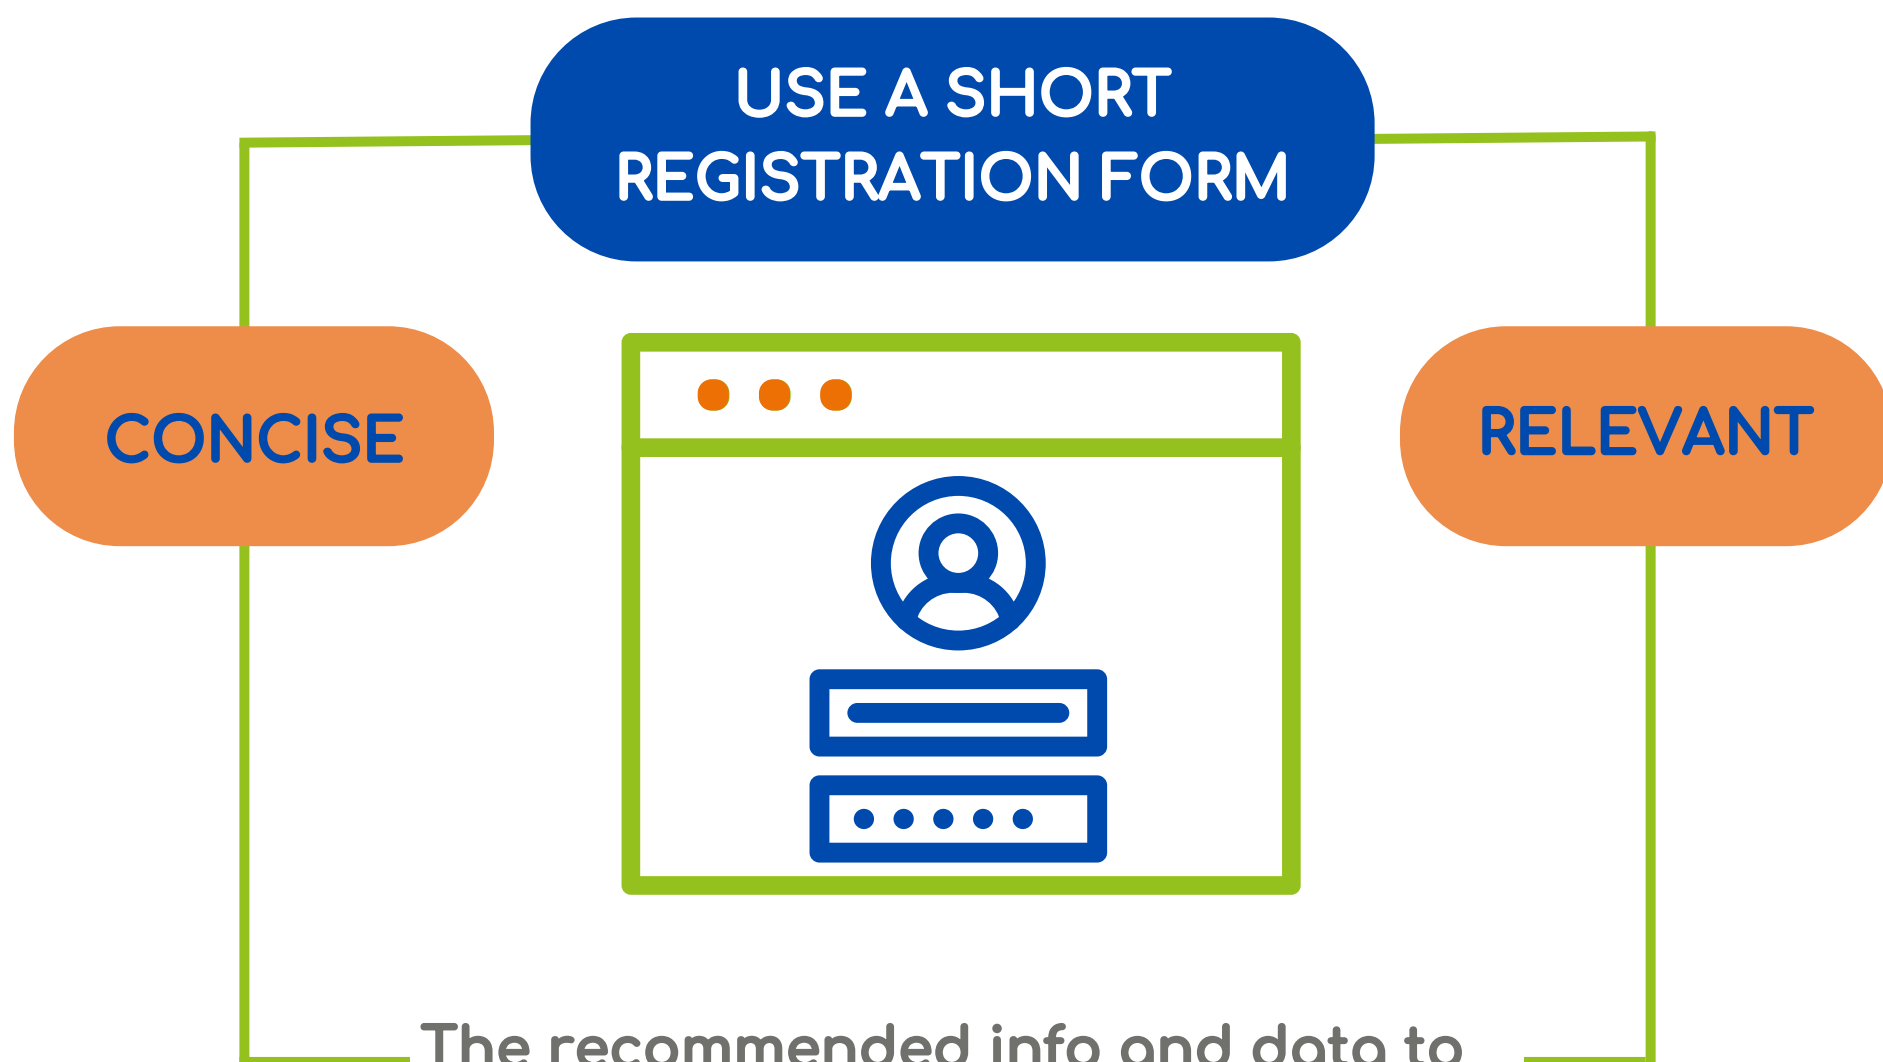 USE A SHORT
REGISTRATION FORM
CONCISE
RELEVANT
The recommended info and data to